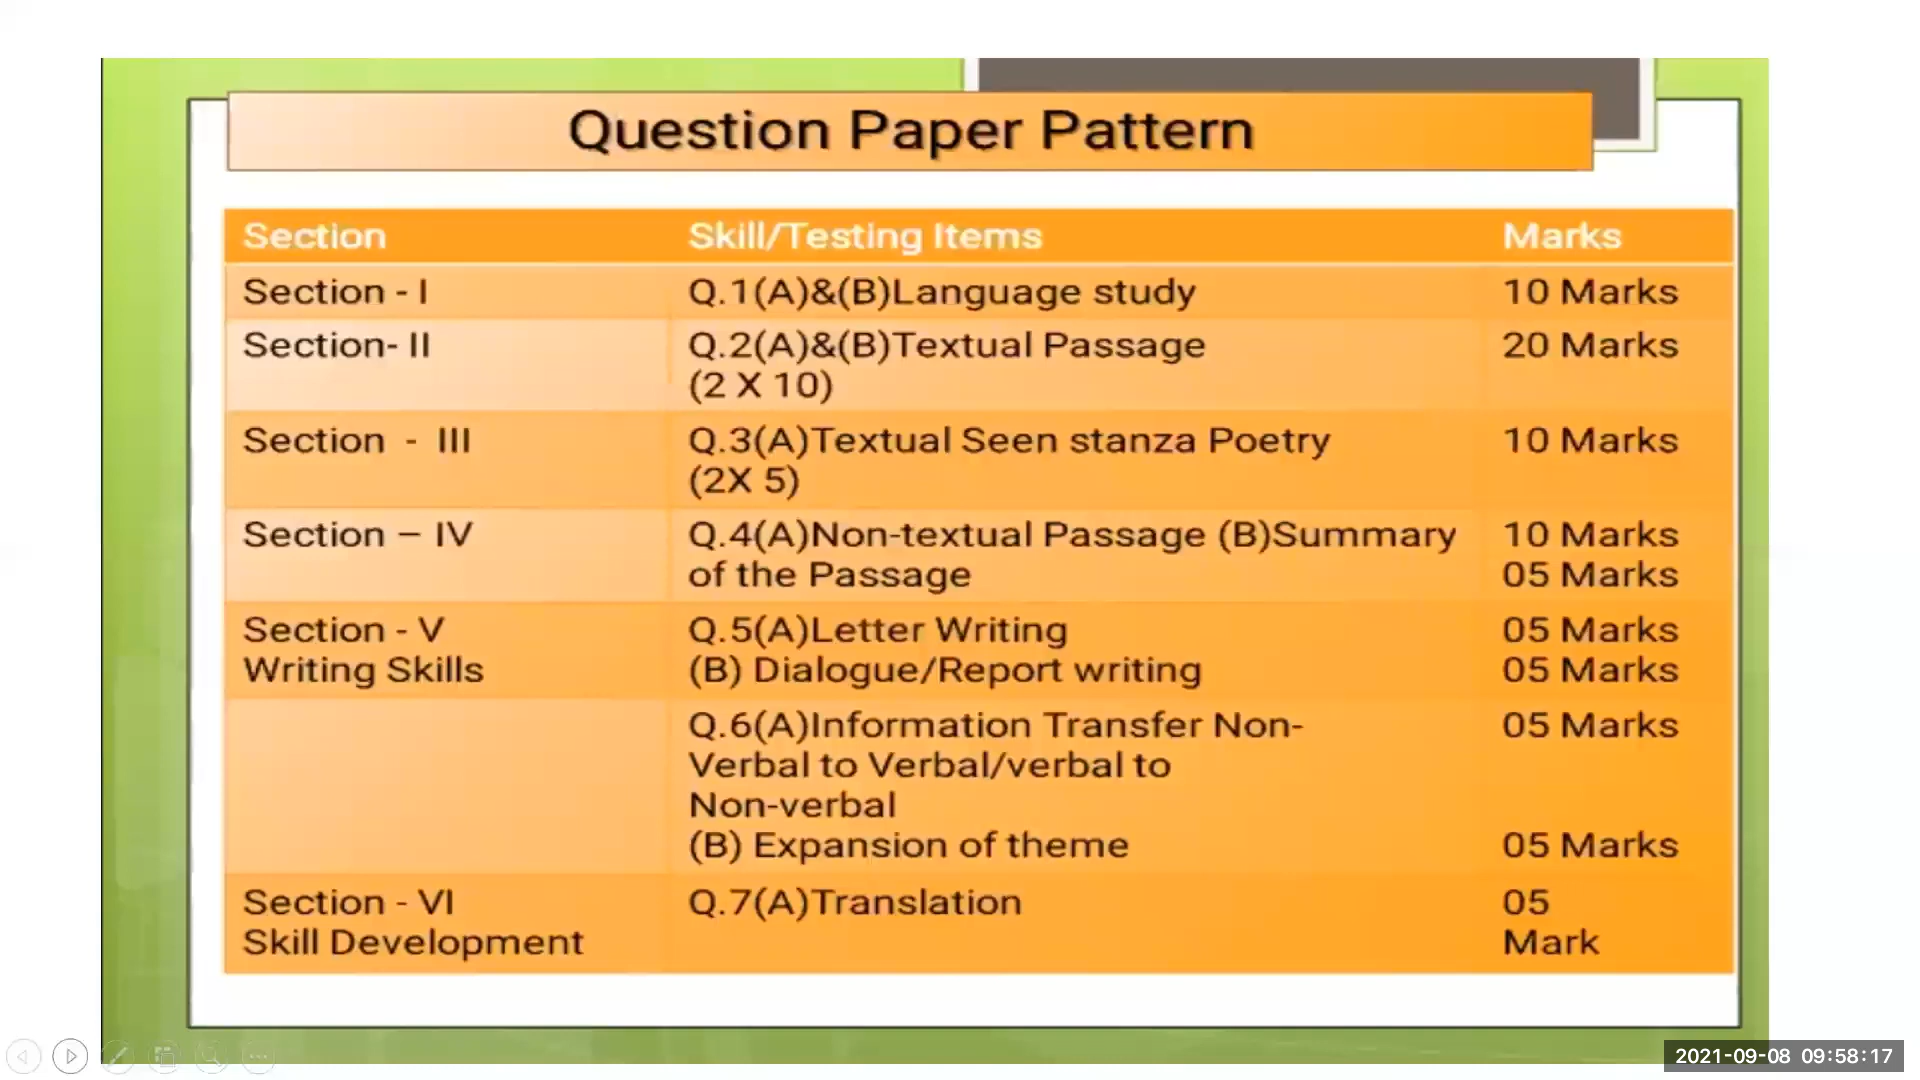 Question Paper Pattern
Section Skill/Testing Items Marks
Section - I Q.1(A)&(B)Language study 10 Marks
Section- II Q.2(A)&(B)Textual Passage 20 Marks
(2 X 10)
Section - III Q.3(A)Textual Seen stanza Poetry 10 Marks
(2X 5)
Section – IV Q.4(A)Non-textual Passage (B)Summary 10 Marks
of the Passage 05 Marks
Section - V Q.5(A)Letter Writing 05 Marks
Writing Skills (B) Dialogue/Report writing 05 Marks
Q.6(A)Information Transfer Non- 05 Marks
Verbal to Verbal/verbal to
Non-verbal
(B) Expansion of theme 05 Marks
Section - VI Q.7(A)Translation 05
Skill Development Mark
2021-09-08 09:58:17